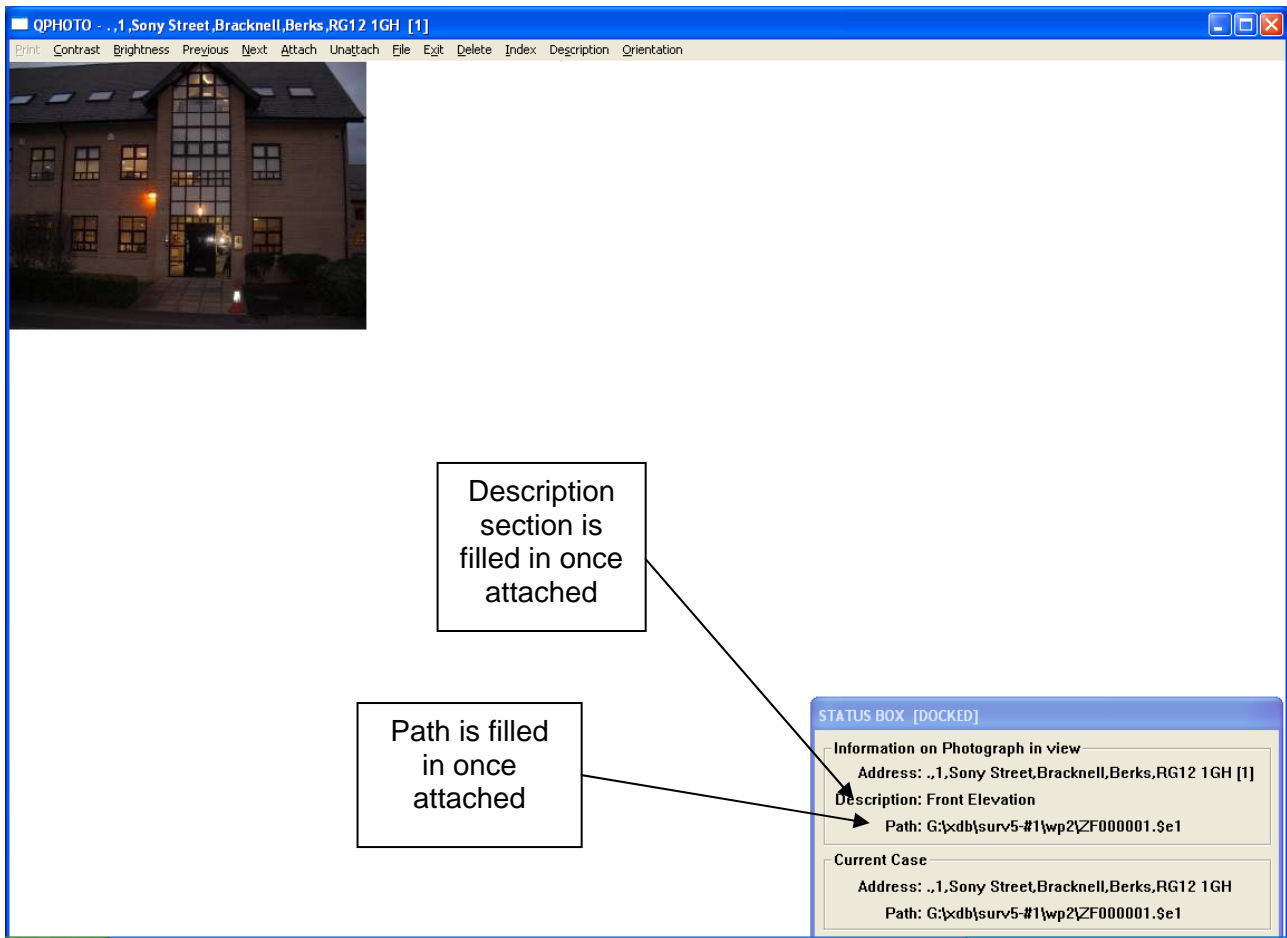 QPHOTO - . ,1,Sony Street,Bracknell,Berks,RG12 1GH [1]
Print Contrast Brightness Previous Next Attach Unattach File Exit Delete Index Description Orientation
Description
section is
filled in once
attached
Path is filled
in once
attached
STATUS BOX [DOCKED]
Information on Photograph in view
Address: .,1,Sony Street,Bracknell,Berks,RG12 1GH [1]
Description: Front Elevation
Path: G:\xdb\surv5-#1\wp2\ZF000001.$e1
Current Case
Address: .,1,Sony Street,Bracknell,Berks,RG12 1GH
Path: G:\xdb\surv5-#1\wp2\ZF000001.$e1